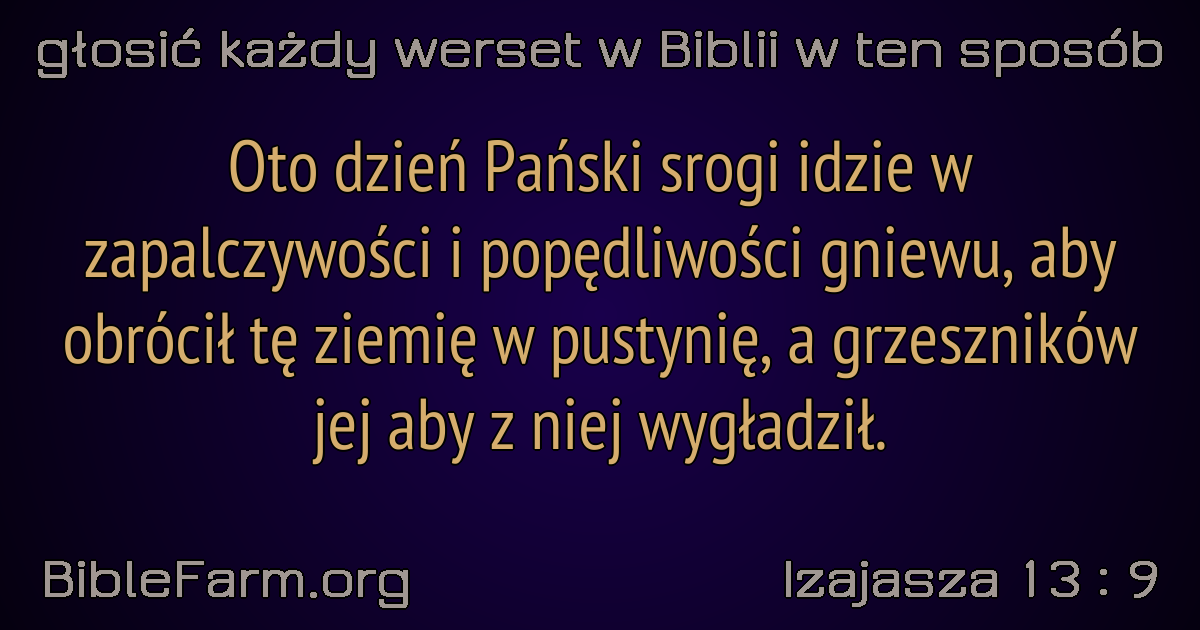 głosić każdy werset w Biblii w ten sposób
Oto dzień Pański srogi idzie w
zapalczywości i popędliwości gniewu, aby
obrócił tę ziemię w pustynię, a grzeszników
jej aby z niej wygładził.
BibleFarm.org
Izajasza 13 : 9